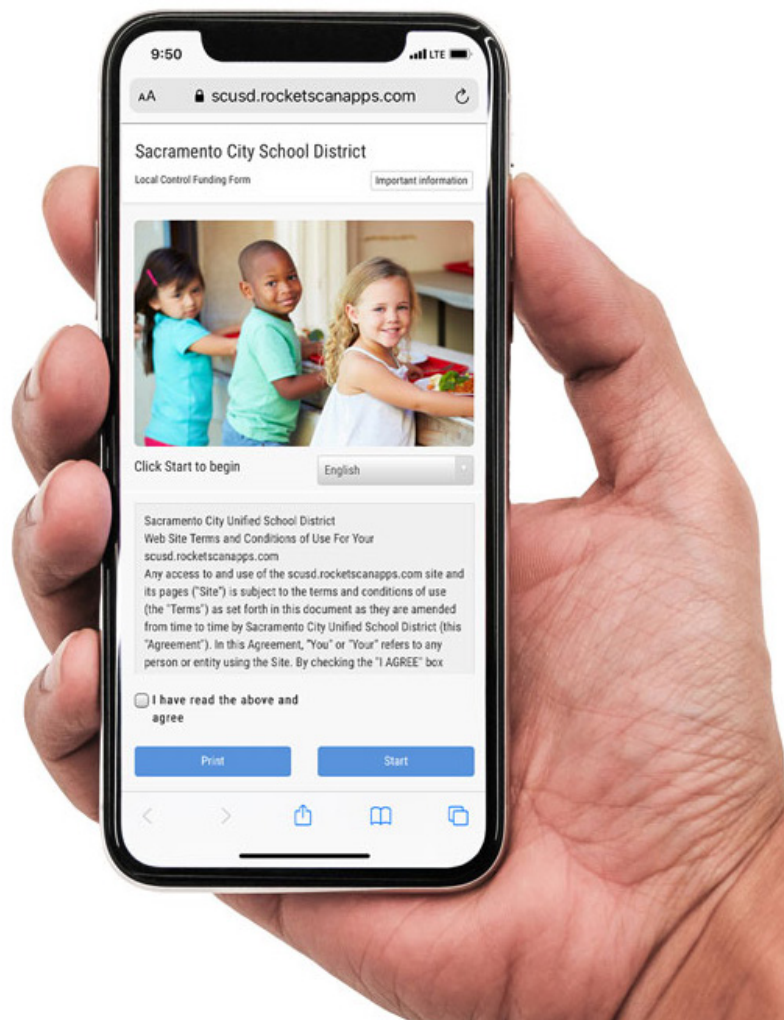 9:50 LTE
AA scusd.rocketscanapps.com
Sacramento City School District
Local Control Funding Form Important information
Click Start to begin English
Sacramento City Unified School District
Web Site Terms and Conditions of Use For Your
scusd.rocketscanapps.com
Any access to and use of the scusd.rocketscanapps.com site and
its pages ("Site") is subject to the terms and conditions of use
(the "Terms") as set forth in this document as they are amended
from time to time by Sacramento City Unified School District (this
"Agreement"). In this Agreement, "You" or "Your" refers to any
person or entity using the Site. By checking the "I AGREE" box
I have read the above and
agree
Print Start